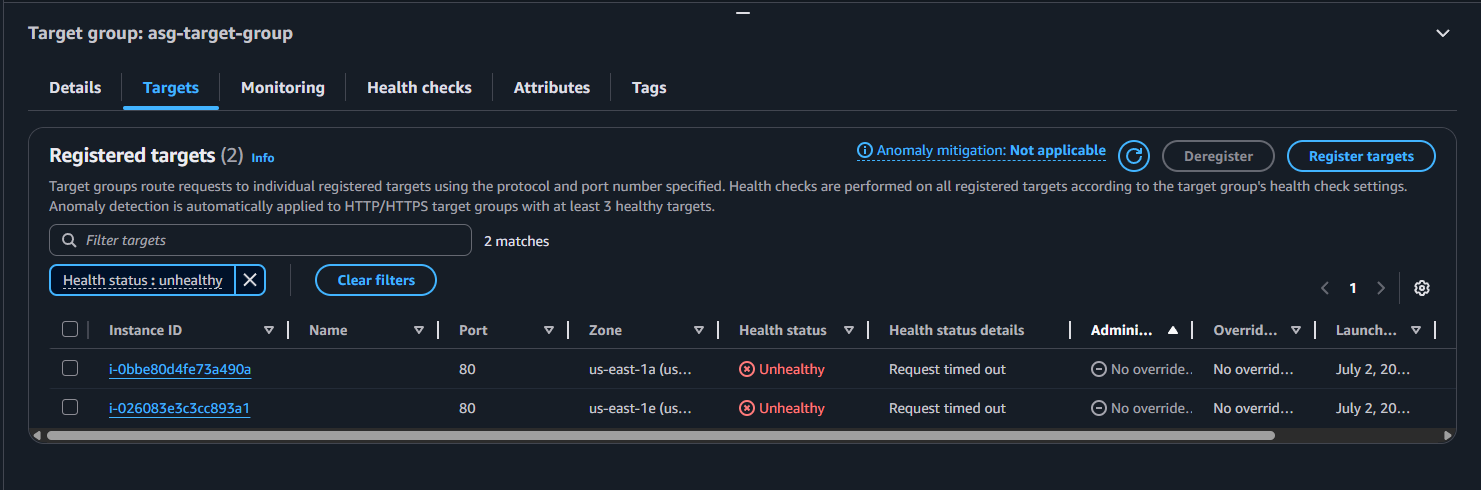 Target group: asg-target-group
Details Targets Monitoring Health checks Attributes Tags
Registered targets (2) Info Anomaly mitigation: Not applicable Deregister Register targets
Target groups route requests to individual registered targets using the protocol and port number specified. Health checks are performed on all registered targets according to the target group's health check settings.
Anomaly detection is automatically applied to HTTP/HTTPS target groups with at least 3 healthy targets.
Filter targets 2 matches
Health status : unhealthy Clear filters 1
Instance ID Name Port Zone Health status Health status details Admini... Overrid... Launch...
i-0bbe80d4fe73a490a 80 us-east-1a (us... Unhealthy Request timed out No override.. No overrid... July 2, 20...
i-026083e3c3cc893a1 80 us-east-1e (us... Unhealthy Request timed out No override.. No overrid... July 2, 20...